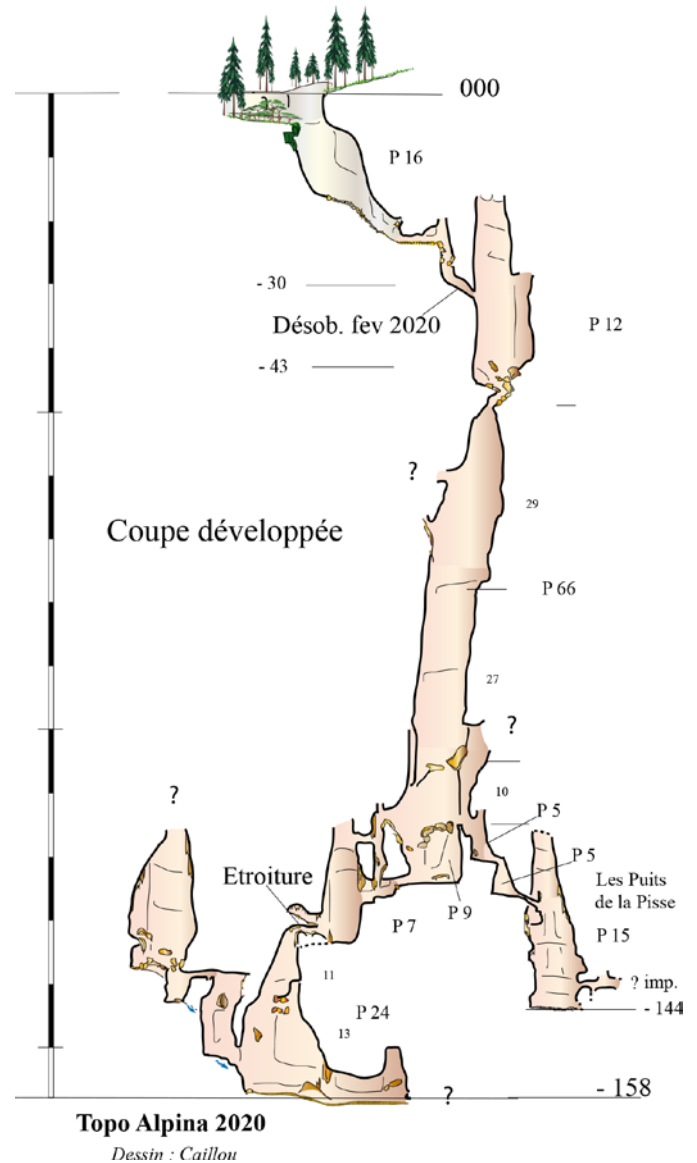 000
P 16
- 30
Désob. fev 2020
P 12
- 43
?
29
Coupe développée
P 66
27
?
10
?
P 5
P 5
Etroiture
Les Puits
de la Pisse
P 7
P 9
P 15
11
? imp.
P 24
- 144
13
- 158
?
Topo Alpina 2020
Dessin : Caillou